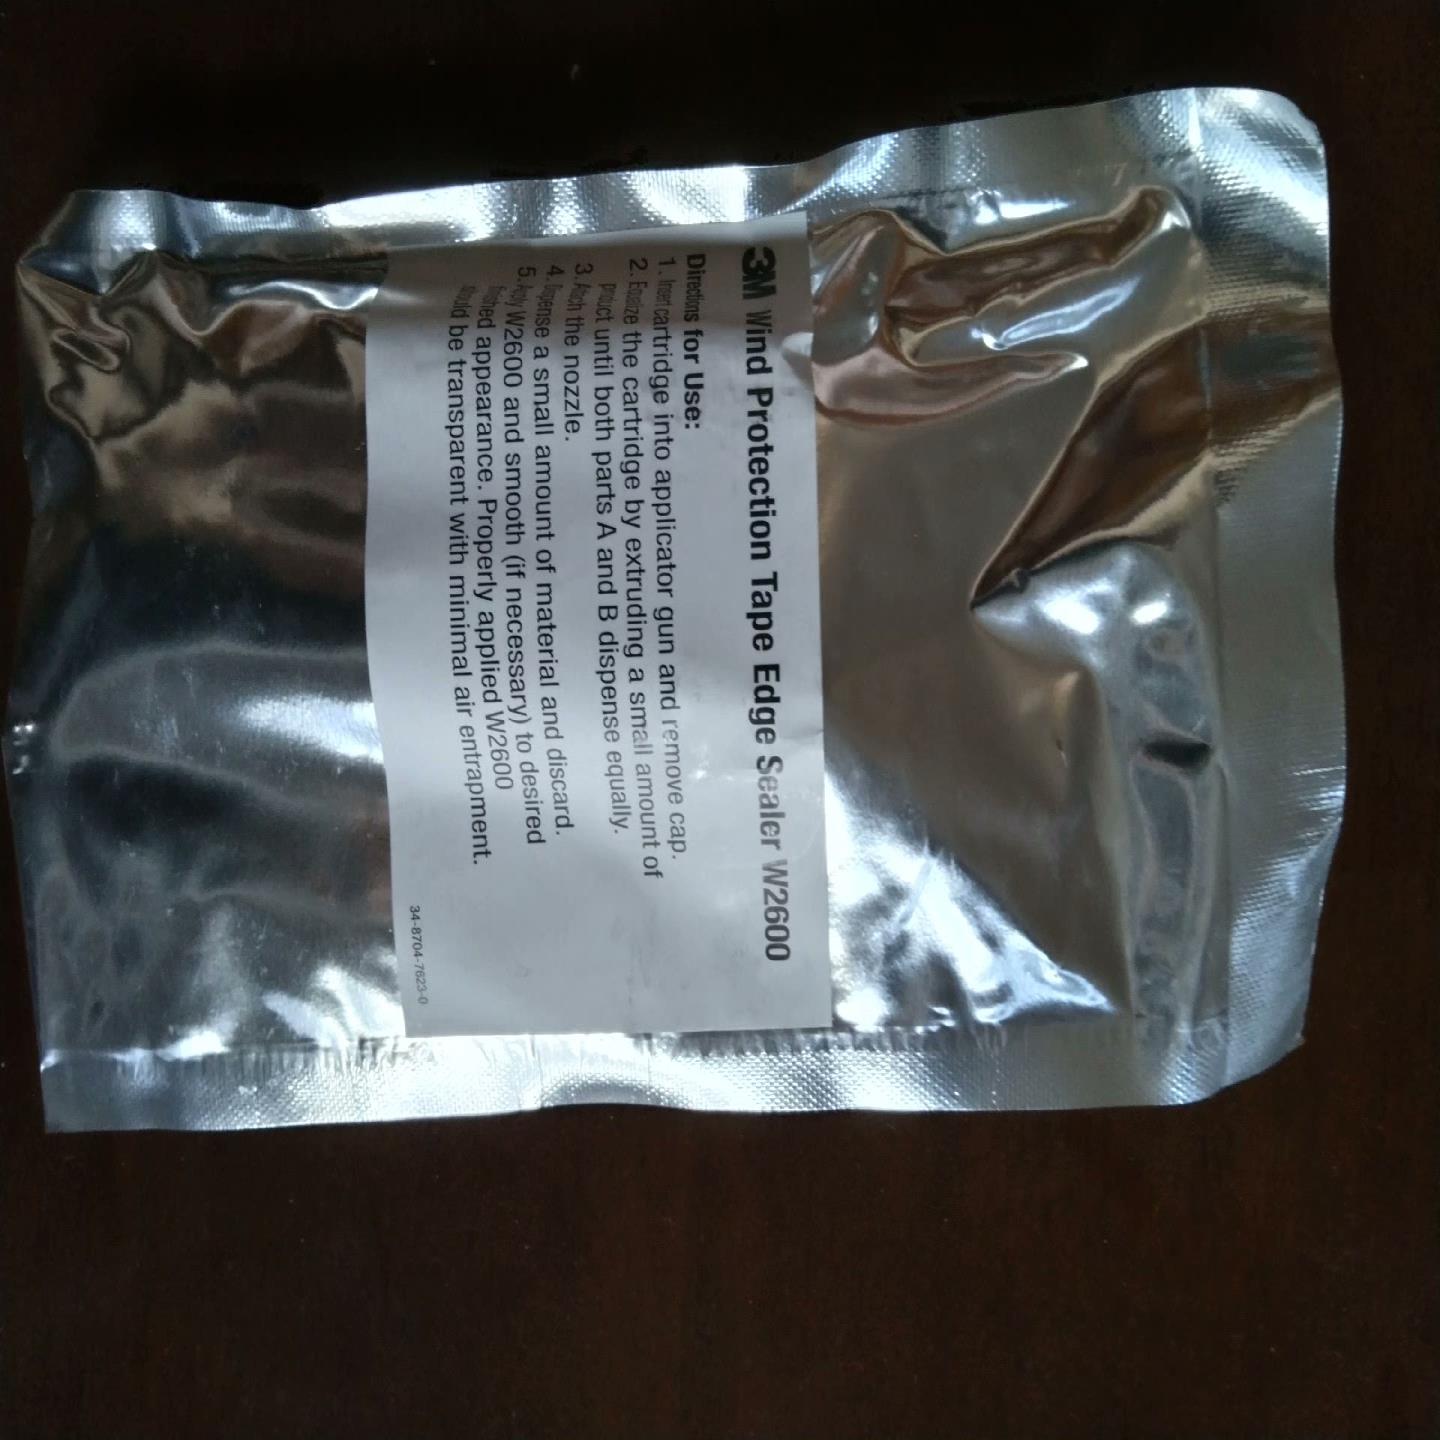 3M Wind Protection Tape Edge Sealer W2600
Directions for Use:
1. Insert cartridge into applicator gun and remove cap.
2. Equalize the cartridge by extruding a small amount of
product until both parts A and B dispense equally.
3. Attach the nozzle.
4. Dispense a small amount of material and discard.
5. Apply W2600 and smooth (if necessary) to desired
finished appearance. Properly applied W2600
should be transparent with minimal air entrapment.
34-8704-7623-0